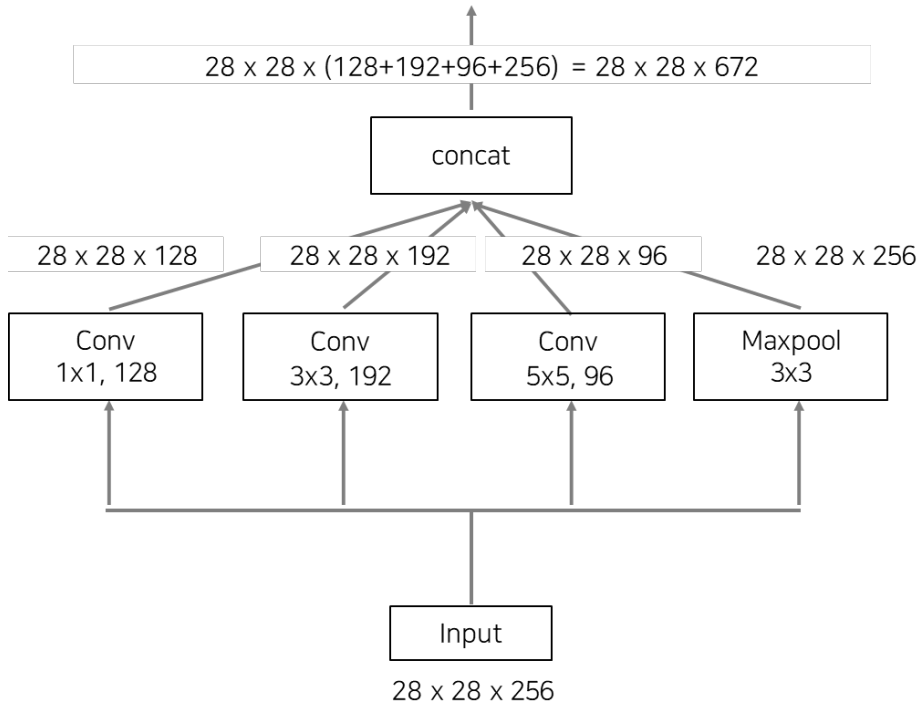 28 x 28 x (128+192+96+256) = 28 x 28 x 672
concat
28 x 28 x 128
28 x 28 x 192
28 x 28 x 96
28 x 28 x 256
Conv
1x1, 128
Conv
3x3, 192
Conv
5x5, 96
Maxpool
3x3
Input
28 x 28 x 256